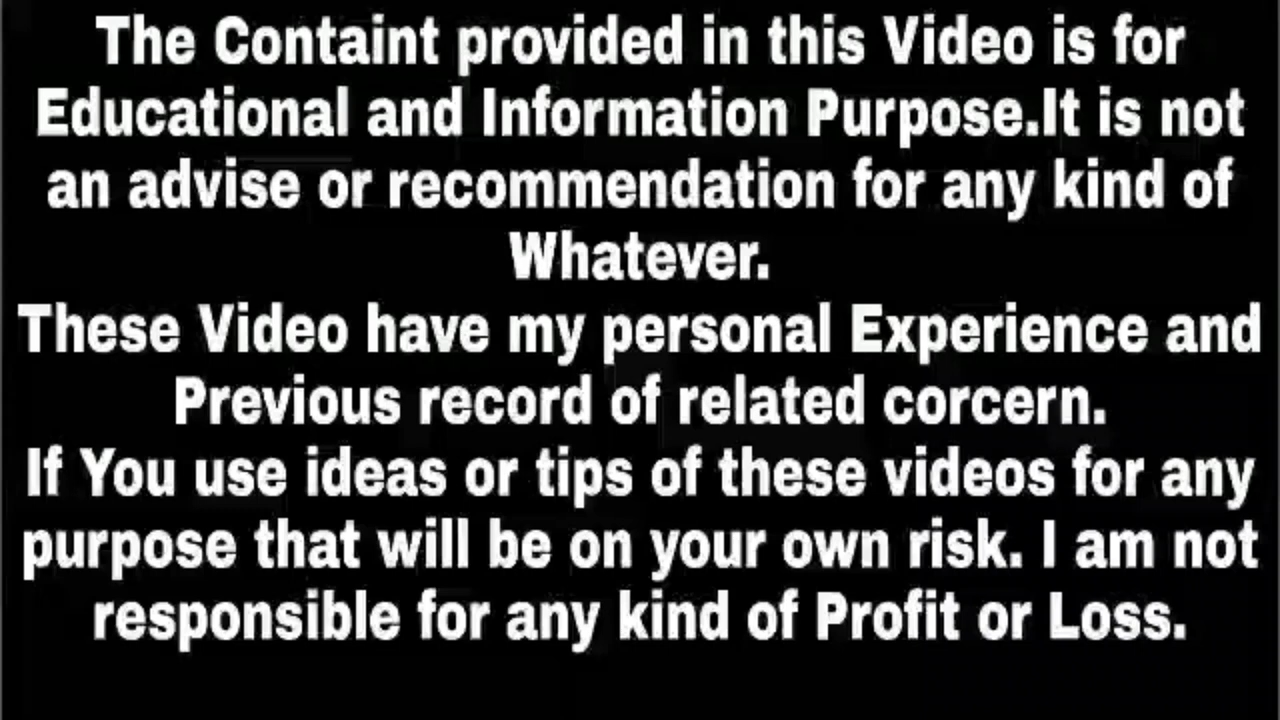 The Containt provided in this Video is for
Educational and Information Purpose.It is not
an advise or recommendation for any kind of
Whatever.
These Video have my personal Experience and
Previous record of related corcern.
If You use ideas or tips of these videos for any
purpose that will be on your own risk. I am not
responsible for any kind of Profit or Loss.